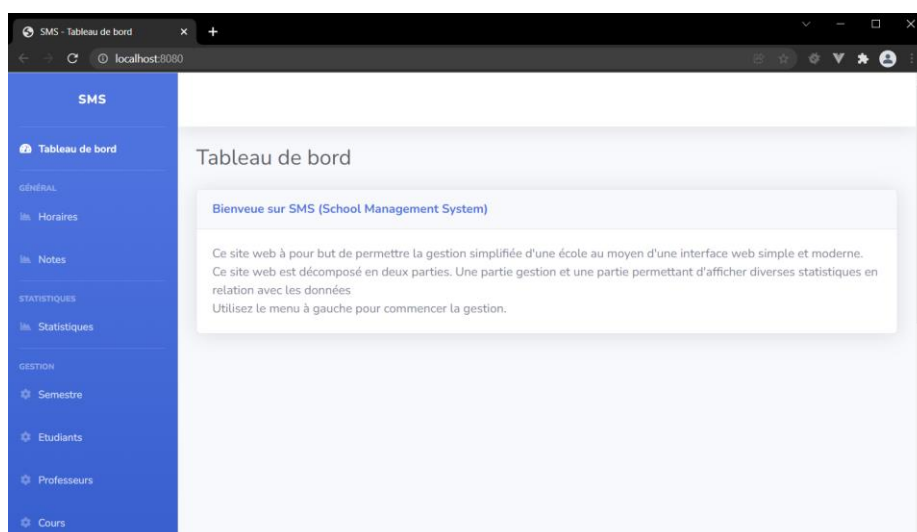 SMS - Tableau de bord
localhost:8080
SMS
Tableau de bord
GÉNÉRAL
Horaires
Notes
STATISTIQUES
Statistiques
GESTION
Semestre
Etudiants
Professeurs
Cours
Tableau de bord
Bienveue sur SMS (School Management System)
Ce site web à pour but de permettre la gestion simplifiée d'une école au moyen d'une interface web simple et moderne.
Ce site web est décomposé en deux parties. Une partie gestion et une partie permettant d'afficher diverses statistiques en
relation avec les données
Utilisez le menu à gauche pour commencer la gestion.